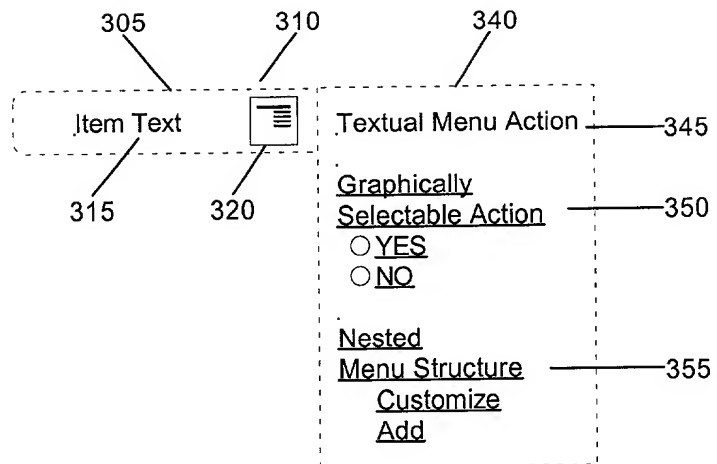 305 310 340
Item Text
Textual Menu Action 345
315 320
Graphically
Selectable Action 350
YES
NO
Nested
Menu Structure 355
Customize
Add